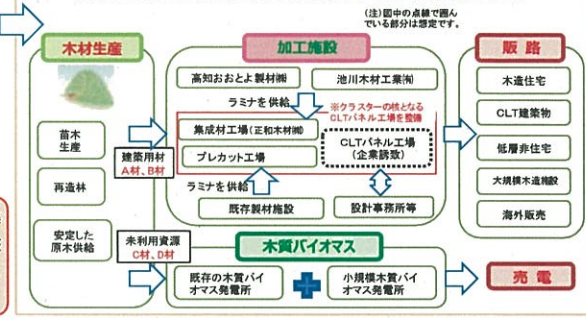 (注)図中の点線で囲ん
でいる部分は想定です。
木材生産
加工施設
販路
苗木
生産
再造林
安定した
原木供給
建築用材
A材、B材
未利用資源
C材、D材
高知おおとよ製材㈱
池川木材工業㈲
ラミナを供給
※クラスターの核となる
CLTパネル工場を整備
集成材工場(正和木材㈱)
プレカット工場
CLTパネル工場
(企業誘致)
ラミナを供給
既存製材施設
設計事務所等
木造住宅
CLT建築物
低層非住宅
大規模木造施設
海外販売
木質バイオマス
既存の木質バイ
オマス発電所
小規模木質バイ
オマス発電所
売電